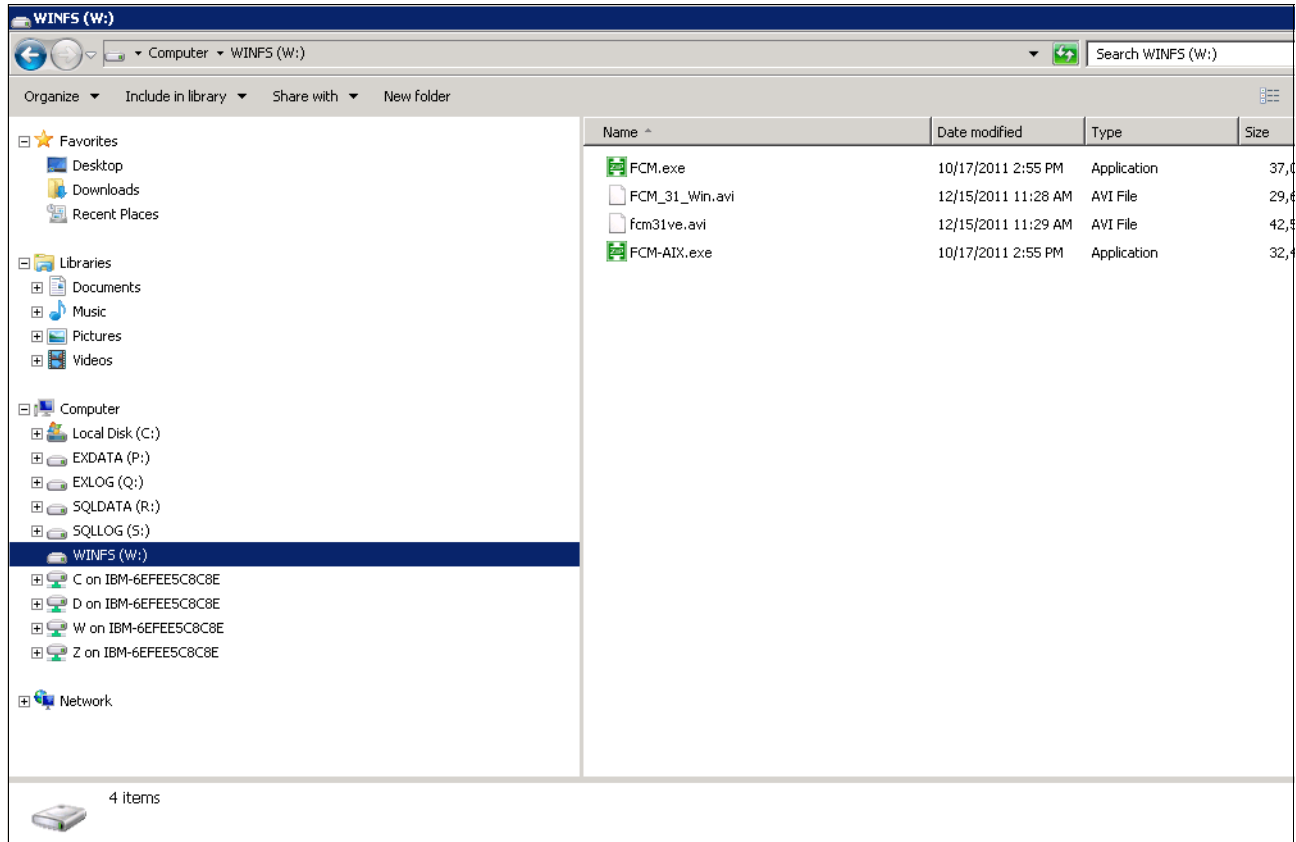 WINFS (W:)
Computer WINFS (W:)
Search WINFS (W:)
Organize Include in library Share with New folder
Favorites
Desktop
Downloads
Recent Places
Libraries
Documents
Music
Pictures
Videos
Computer
Local Disk (C:)
EXDATA (P:)
EXLOG (Q:)
SQLDATA (R:)
SQLLOG (S:)
WINFS (W:)
C on IBM-6EFEE5C8C8E
D on IBM-6EFEE5C8C8E
W on IBM-6EFEE5C8C8E
Z on IBM-6EFEE5C8C8E
Network
Name Date modified Type Size
FCM.exe 10/17/2011 2:55 PM Application
FCM_31_Win.avi 12/15/2011 11:28 AM AVI File
fcm31ve.avi 12/15/2011 11:29 AM AVI File
FCM-AIX.exe 10/17/2011 2:55 PM Application
4 items